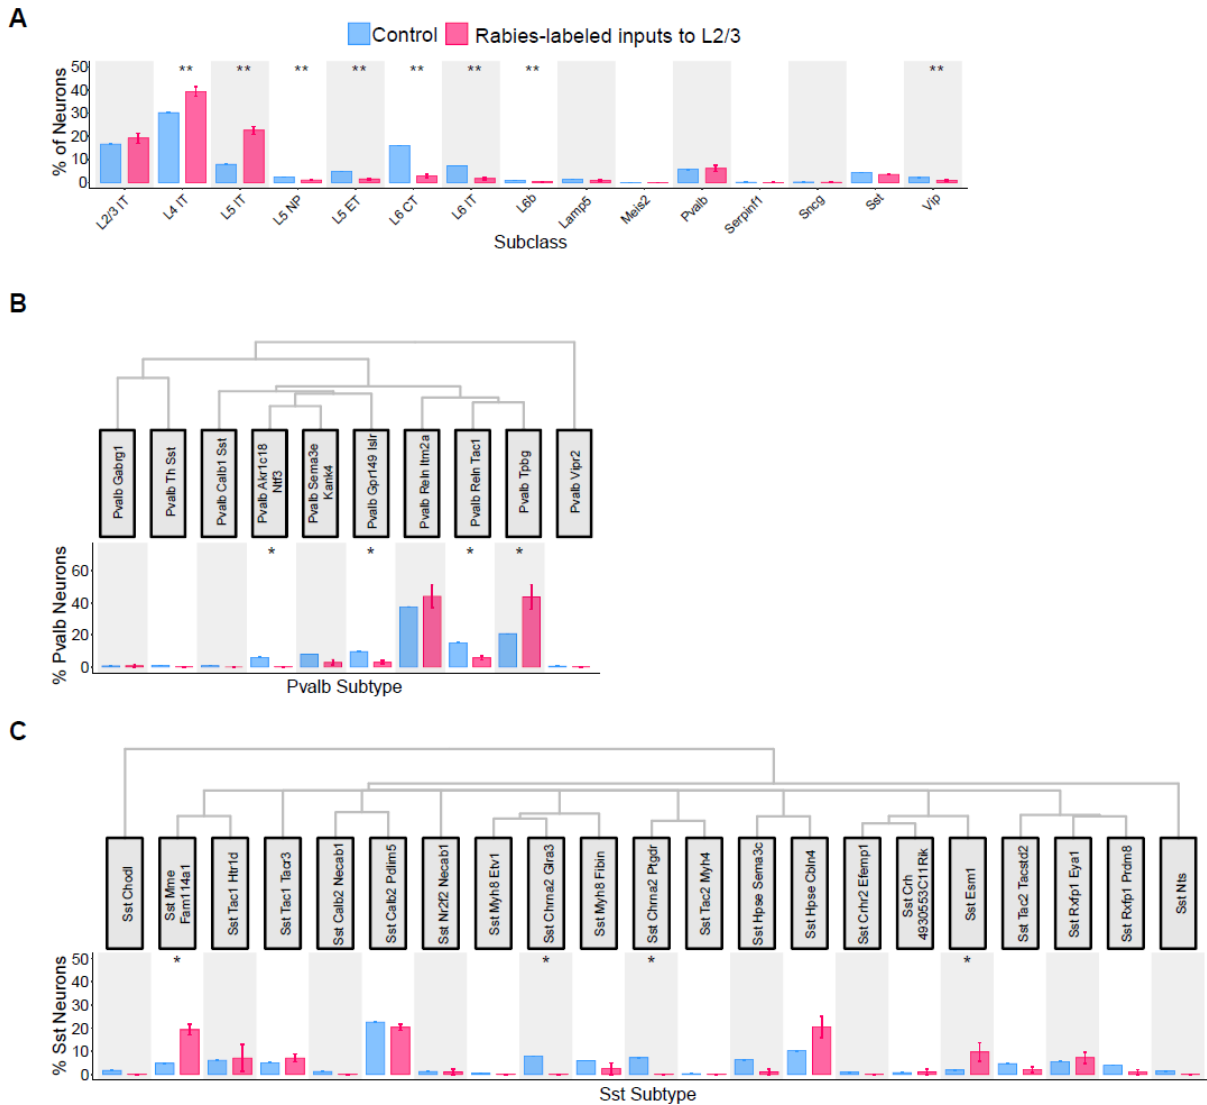 A
Control Rabies-labeled inputs to L2/3
% of Neurons
50
40
30
20
10
0
** ** ** ** ** ** ** **
L2/3 IT
L4 IT
L5 IT
L5 NP
L5 ET
L6 CT
L6 IT
L6b
Lamp5
Meis2
Pvalb
Serpinf1
Sncg
Sst
Vip
Subclass
B
Pvalb Gabrg1
Pvalb Th Sst
Pvalb Calb1 Sst
Pvalb Akr1c18
Ntf3
Pvalb Sema3e
Kank4
Pvalb Gpr149 Islr
Pvalb Reln Itm2a
Pvalb Reln Tac1
Pvalb Tpbg
Pvalb Vipr2
% Pvalb Neurons
60
40
20
0
* * * *
Pvalb Subtype
C
Sst Chodl
Sst Mme
Fam114a1
Sst Tac1 Htr1d
Sst Tac1 Tacr3
Sst Calb2 Necab1
Sst Calb2 Pdlim5
Sst Nr2f2 Necab1
Sst Myh8 Etv1
Sst Chrna2 Glra3
Sst Myh8 Fibin
Sst Chrna2 Ptgdr
Sst Tac2 Myh4
Sst Hpse Sema3c
Sst Hpse Cbln4
Sst Crhr2 Efemp1
Sst Crh
4930553C11Rik
Sst Esm1
Sst Tac2 Tacstd2
Sst Rxfp1 Eya1
Sst Rxfp1 Prdm8
Sst Nts
% Sst Neurons
50
40
30
20
10
0
* * * *
Sst Subtype